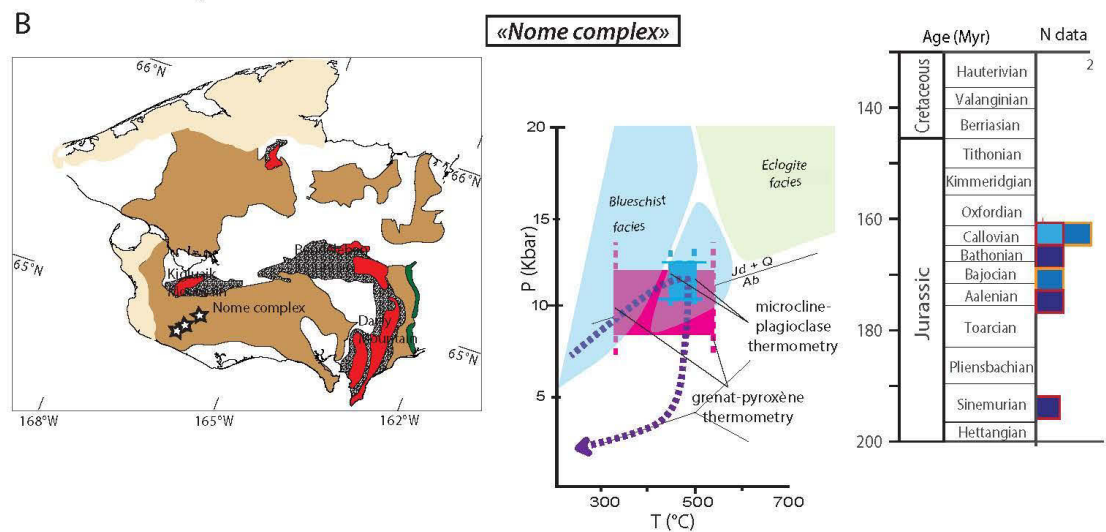 B
«Nome complex»
66°N
66°N
65°N
65°N
Kigluaik
Mountain
Nome complex
Darby
Mountain
168°W
165°W
162°W
20
15
10
5
P (Kbar)
300
500
700
T (°C)
Blueschist
facies
Eclogite
facies
Jd + Q
Ab
microcline-
plagioclase
thermometry
grenat-pyroxène
thermometry
Age (Myr)
N data
2
140
160
180
200
Cretaceous
Jurassic
Hauterivian
Valanginian
Berriasian
Tithonian
Kimmeridgian
Oxfordian
Callovian
Bathonian
Bajocian
Aalenian
Toarcian
Pliensbachian
Sinemurian
Hettangian